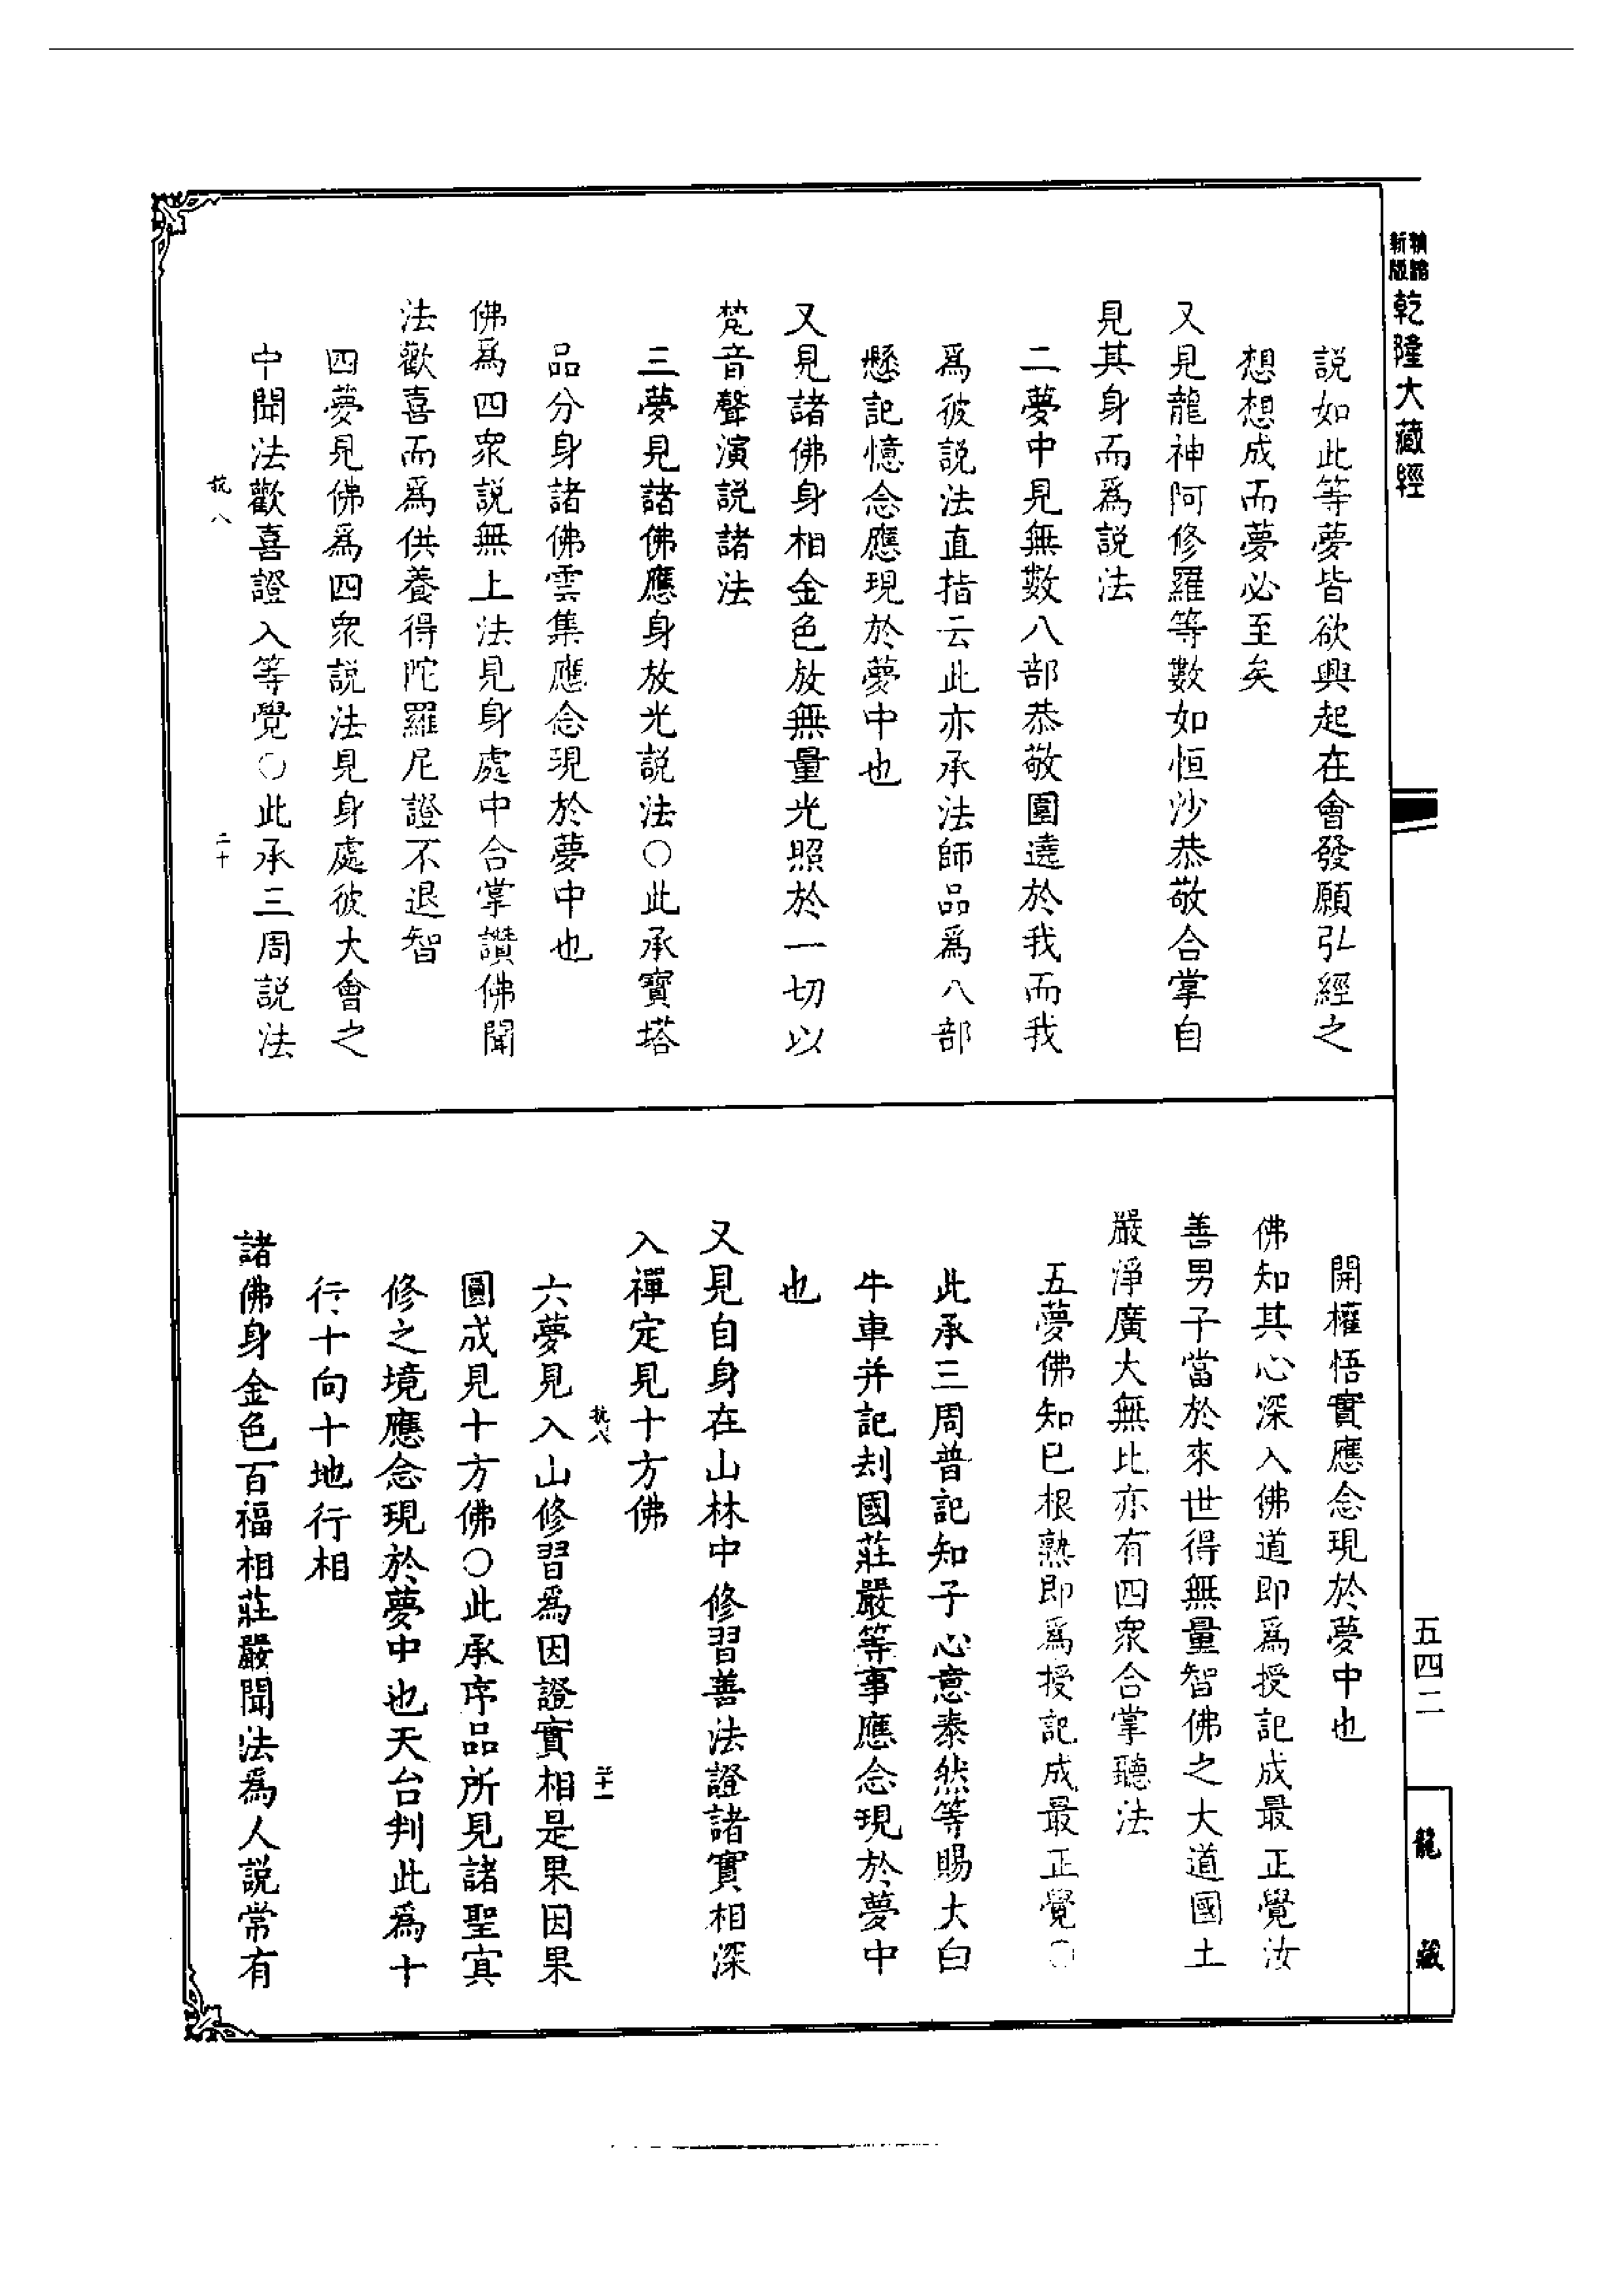 新編縮版乾隆大藏經
說如此等夢皆欲興起在會發願弘經之
想想成而夢必至矣
又見龍神阿修羅等數如恒沙恭敬合掌自
見其身而爲說法
二夢中見無數八部恭敬圍遶於我而我
爲彼說法直指云此亦承法師品爲八部
懸記憶念應現於夢中也
又見諸佛身相金色放無量光照於一切以
梵音聲演說諸法
三夢見諸佛應身放光說法○此承寶塔
品分身諸佛雲集應念現於夢中也
佛爲四眾說無上法見身處中合掌讚佛聞
法歡喜而爲供養得陀羅尼證不退智
四夢見佛爲四眾說法見身處彼大會之
中聞法歡喜證入等覺○此承三周說法
抗八 二十
開權悟實應念現於夢中也
佛知其心深入佛道即爲授記成最正覺汝
善男子當於來世得無量智佛之大道國土
嚴淨廣大無比亦有四眾合掌聽法
五夢佛知已根熟即爲授記成最正覺○
此承三周普記知子心意泰然等賜大白
牛車并記刦國莊嚴等事應念現於夢中
也
又見自身在山林中修習善法證諸實相深
入禪定見十方佛
抗八 二十一
六夢見入山修習爲因證實相是果因果
圓成見十方佛○此承序品所見諸聖寘
修之境應念現於夢中也天台判此爲十
行十向十地行相
諸佛身金色百福相莊嚴聞法爲人說常有
五四二
龍藏